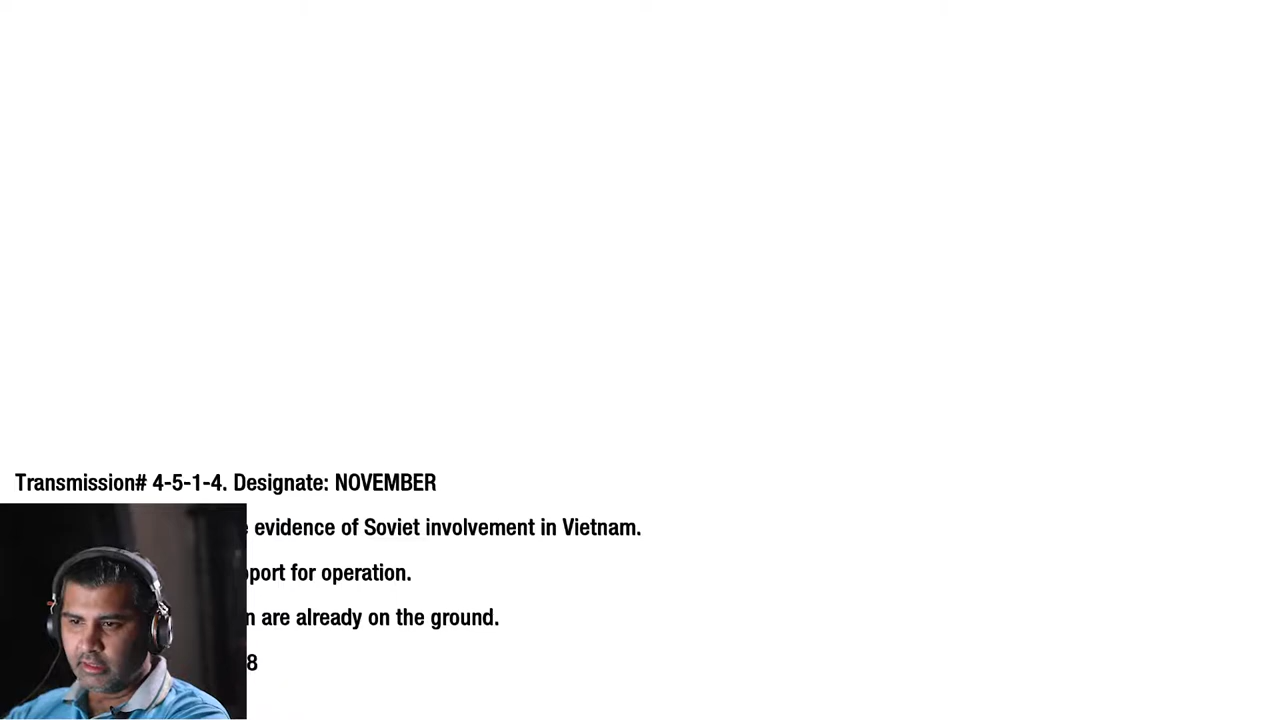 Transmission# 4-5-1-4. Designate: NOVEMBER
evidence of Soviet involvement in Vietnam.
for operation.
are already on the ground.
8